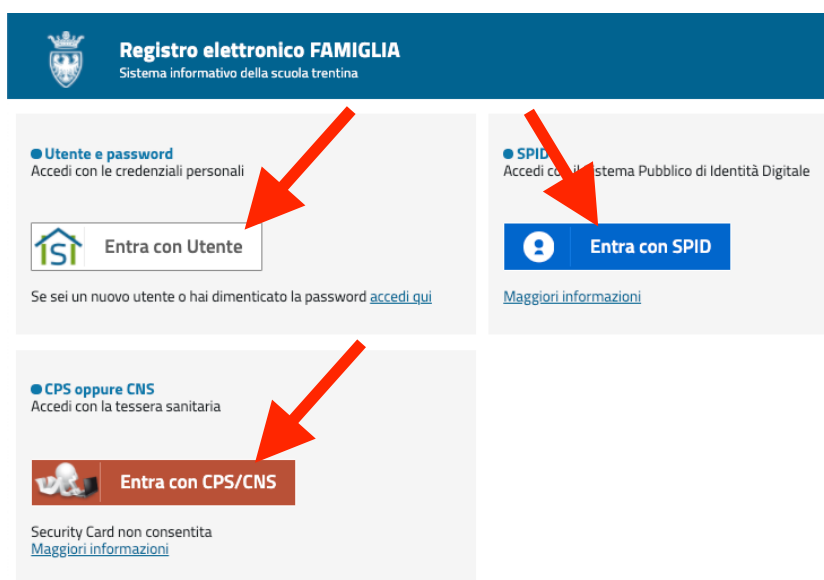 Registro elettronico FAMIGLIA
Sistema informativo della scuola trentina
Utente e password
Accedi con le credenziali personali
iSi
Entra con Utente
Se sei un nuovo utente o hai dimenticato la password accedi qui
SPID
Accedi co il stema Pubblico di Identità Digitale
Entra con SPID
Maggiori informazioni
CPS oppure CNS
Accedi con la tessera sanitaria
Entra con CPS/CNS
Security Card non consentita
Maggiori informazioni